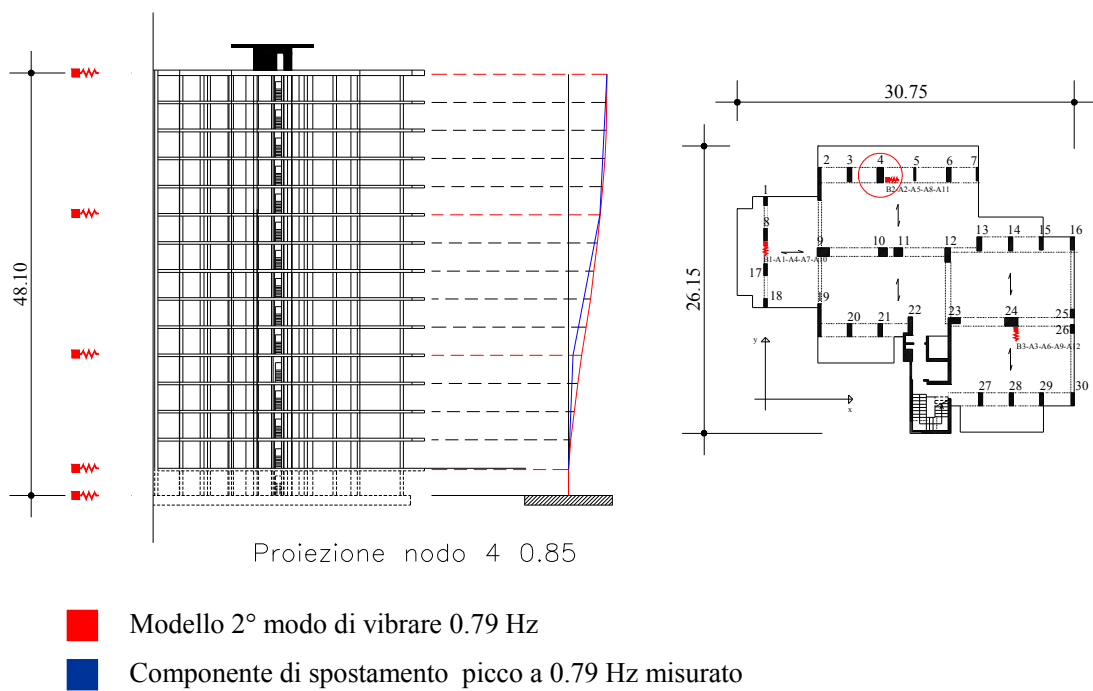 48.10
Proiezione nodo 4 0.85
30.75
26.15
2 3 4 5 6 7
B2-A2-A5-A8-A11
1
8
13 14 15 16
9 10 11 12
B1-A1-A4-A7-A10
17
18 19
20 21 22 23 24 25
26
B3-A3-A6-A9-A12
y
x
27 28 29 30
Modello 2° modo di vibrare 0.79 Hz
Componente di spostamento picco a 0.79 Hz misurato